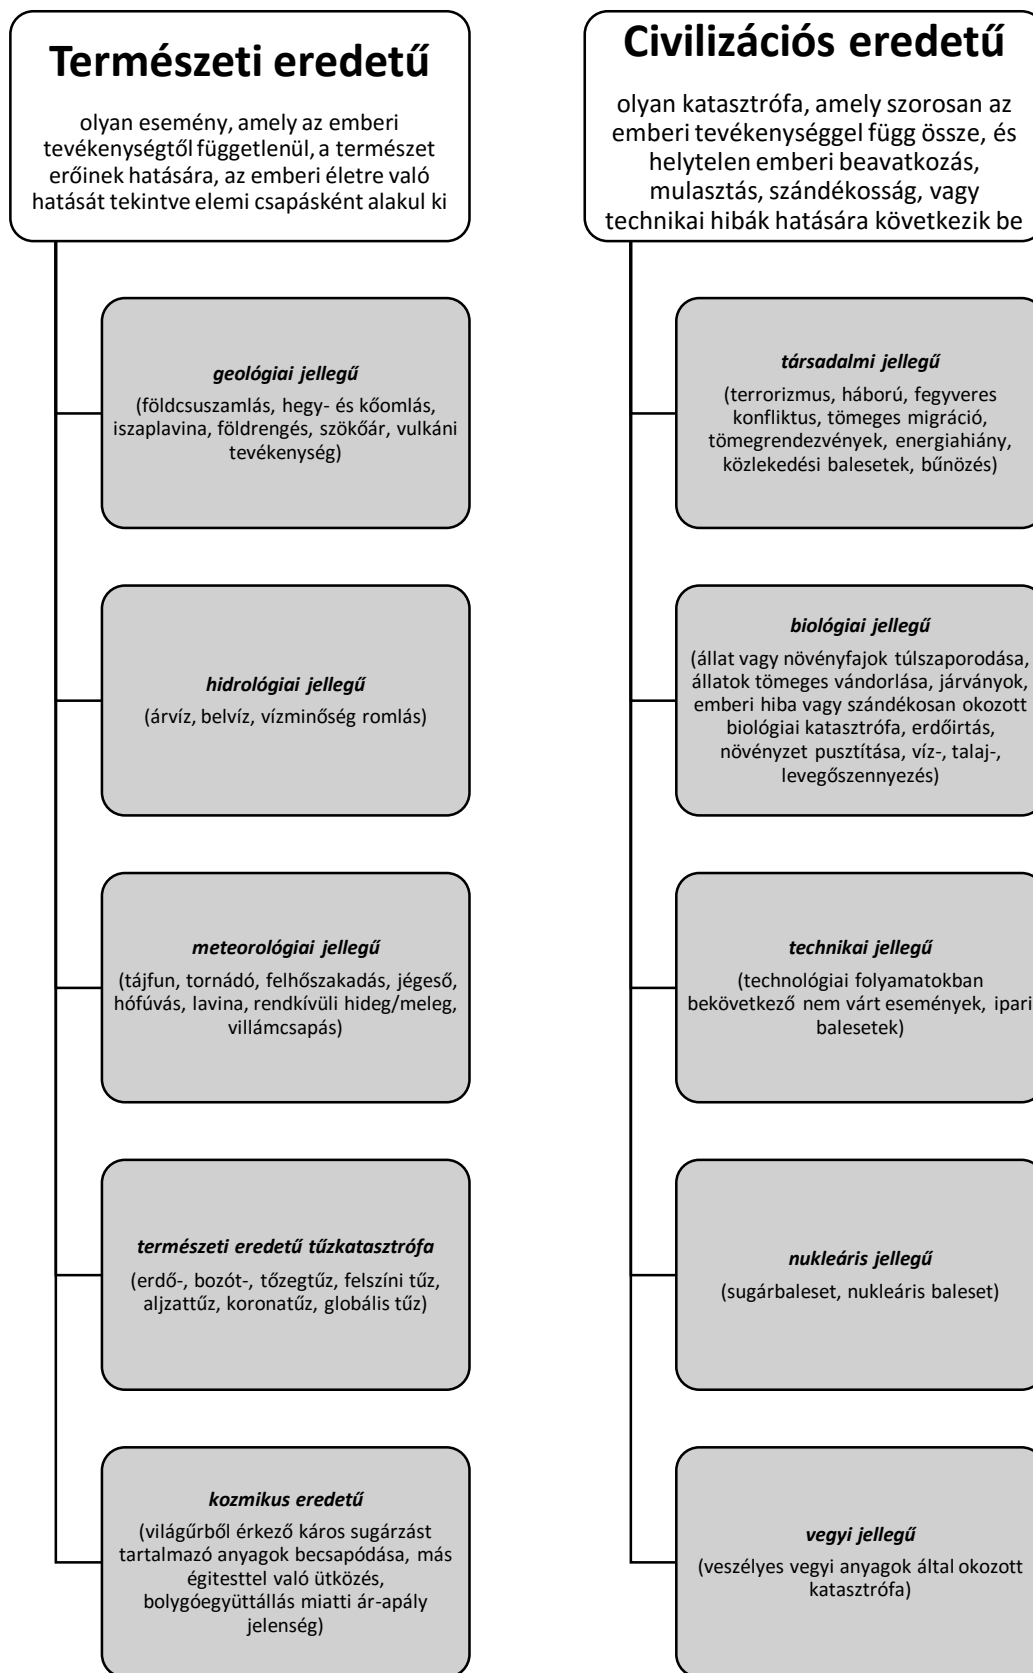 Természeti eredetű
olyan esemény, amely az emberi
tevékenységtől függetlenül, a természet
erőinek hatására, az emberi életre való
hatását tekintve elemi csapásként alakul ki
geológiai jellegű
(földcsuszamlás, hegy- és kőomlás,
iszaplavina, földrengés, szökőár, vulkáni
tevékenység)
hidrológiai jellegű
(árvíz, belvíz, vízminőség romlás)
meteorológiai jellegű
(tájfun, tornádó, felhőszakadás, jégeső,
hófúvás, lavina, rendkívüli hideg/meleg,
villámcsapás)
természeti eredetű tűzkatasztrófa
(erdő-, bozót-, tőzegtűz, felszíni tűz,
aljzattűz, koronatűz, globális tűz)
kozmikus eredetű
(világűrből érkező káros sugárzást
tartalmazó anyagok becsapódása, más
égitesttel való ütközés,
bolygóegyüttállás miatti ár-apály
jelenség)
Civilizációs eredetű
olyan katasztrófa, amely szorosan az
emberi tevékenységgel függ össze, és
helytelen emberi beavatkozás,
mulasztás, szándékosság, vagy
technikai hibák hatására következik be
társadalmi jellegű
(terrorizmus, háború, fegyveres
konfliktus, tömeges migráció,
tömegrendezvények, energiahiány,
közlekedési balesetek, bűnözés)
biológiai jellegű
(állat vagy növényfajok túlszaporodása,
állatok tömeges vándorlása, járványok,
emberi hiba vagy szándékosan okozott
biológiai katasztrófa, erdőirtás,
növényzet pusztítása, víz-, talaj-,
levegőszennyezés)
technikai jellegű
(technológiai folyamatokban
bekövetkező nem várt események, ipari
balesetek)
nukleáris jellegű
(sugárbaleset, nukleáris baleset)
vegyi jellegű
(veszélyes vegyi anyagok által okozott
katasztrófa)